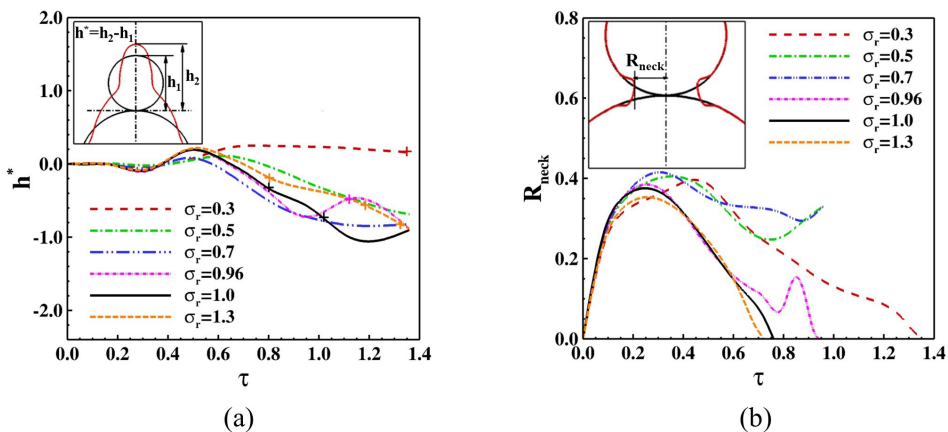 h*=h₂-h₁
h₁
h₂
2.0
1.0
0.0
-1.0
-2.0
h*
σr=0.3
σr=0.5
σr=0.7
σr=0.96
σr=1.0
σr=1.3
0.0 0.2 0.4 0.6 0.8 1.0 1.2 1.4
τ
(a)
Rneck
0.8
0.6
0.4
0.2
0.0
Rneck
σr=0.3
σr=0.5
σr=0.7
σr=0.96
σr=1.0
σr=1.3
0.2 0.4 0.6 0.8 1.0 1.2 1.4
τ
(b)